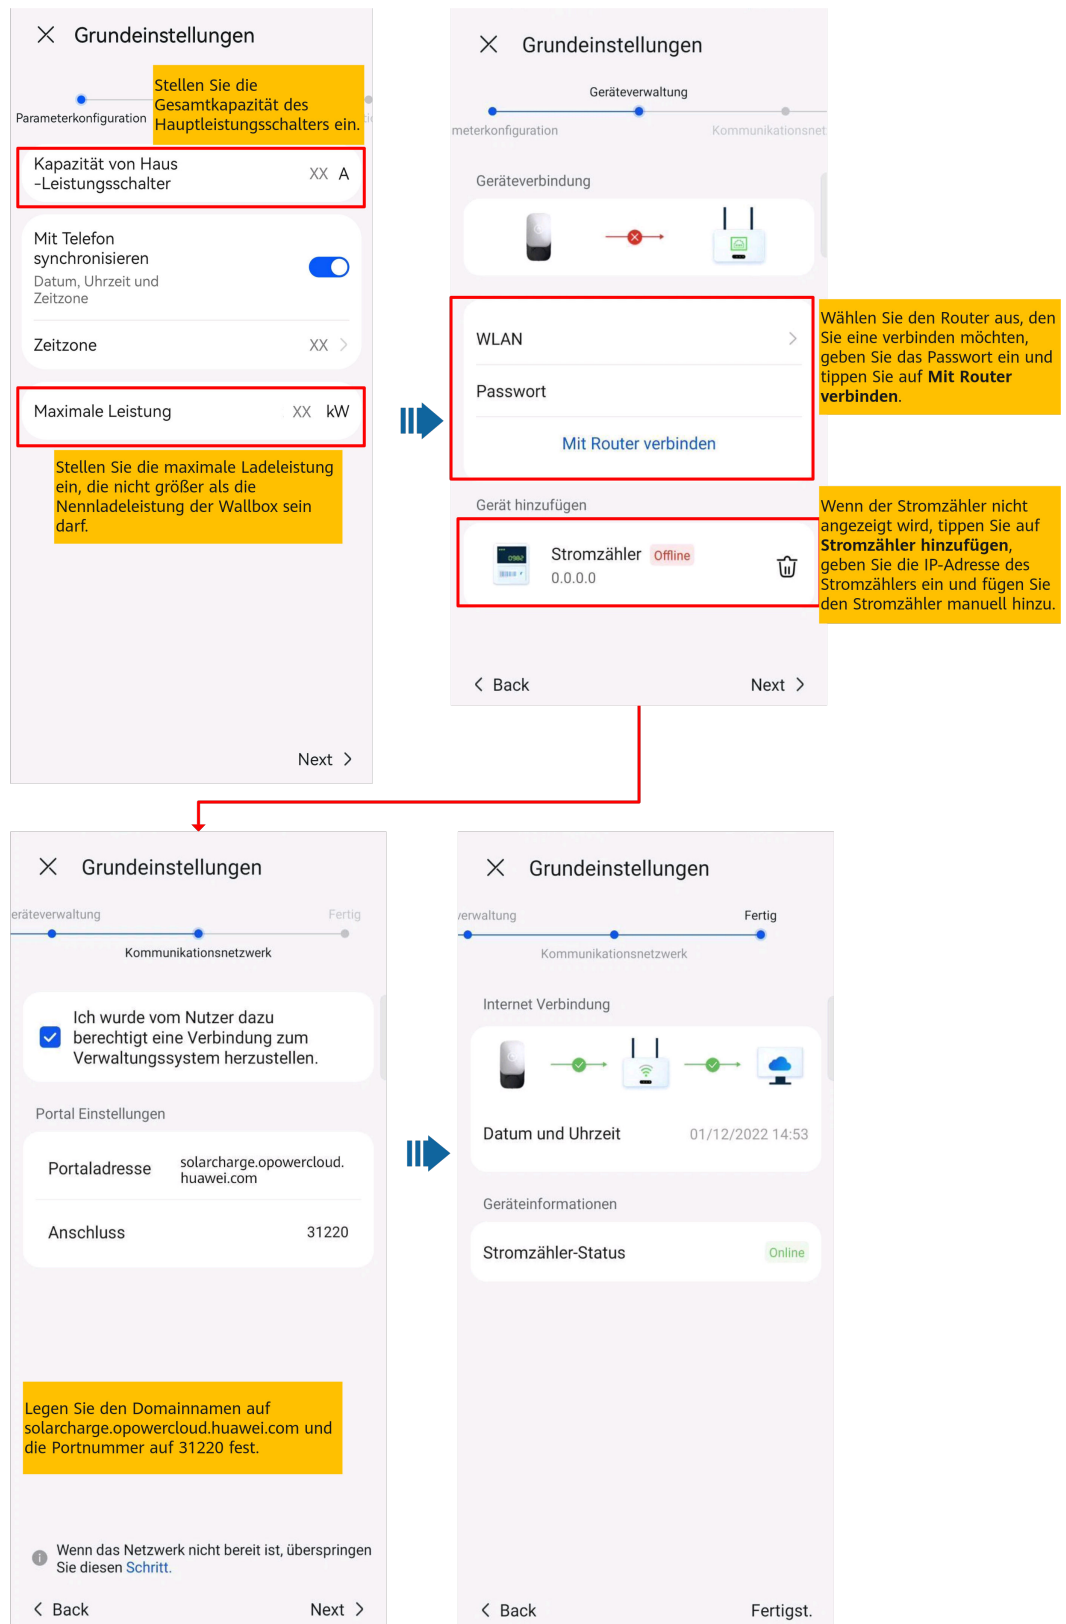 Grundeinstellungen
Stellen Sie die
Gesamtkapazität des
Hauptleistungsschalters ein.
Parameterkonfiguration
Kapazität von Haus
-Leistungsschalter
XX A
Mit Telefon
synchronisieren
Datum, Uhrzeit und
Zeitzone
Zeitzone XX
Maximale Leistung XX kW
Stellen Sie die maximale Ladeleistung
ein, die nicht größer als die
Nennladeleistung der Wallbox sein
darf.
Next
Grundeinstellungen
Geräteverwaltung
meterkonfiguration Kommunikationsnet
Geräteverbindung
WLAN
Passwort
Mit Router verbinden
Wählen Sie den Router aus, den
Sie eine verbinden möchten,
geben Sie das Passwort ein und
tippen Sie auf Mit Router
verbinden.
Gerät hinzufügen
Stromzähler Offline
0.0.0.0
Wenn der Stromzähler nicht
angezeigt wird, tippen Sie auf
Stromzähler hinzufügen,
geben Sie die IP-Adresse des
Stromzählers ein und fügen Sie
den Stromzähler manuell hinzu.
Back Next
Grundeinstellungen
eräteverwaltung Fertig
Kommunikationsnetzwerk
Ich wurde vom Nutzer dazu
berechtigt eine Verbindung zum
Verwaltungssystem herzustellen.
Portal Einstellungen
Portaladresse solarcharge.opowercloud.
huawei.com
Anschluss 31220
Legen Sie den Domainnamen auf
solarcharge.opowercloud.huawei.com und
die Portnummer auf 31220 fest.
Wenn das Netzwerk nicht bereit ist, überspringen
Sie diesen Schritt.
Back Next
Grundeinstellungen
verwaltung Fertig
Kommunikationsnetzwerk
Internet Verbindung
Datum und Uhrzeit 01/12/2022 14:53
Geräteinformationen
Stromzähler-Status Online
Back Fertigst.